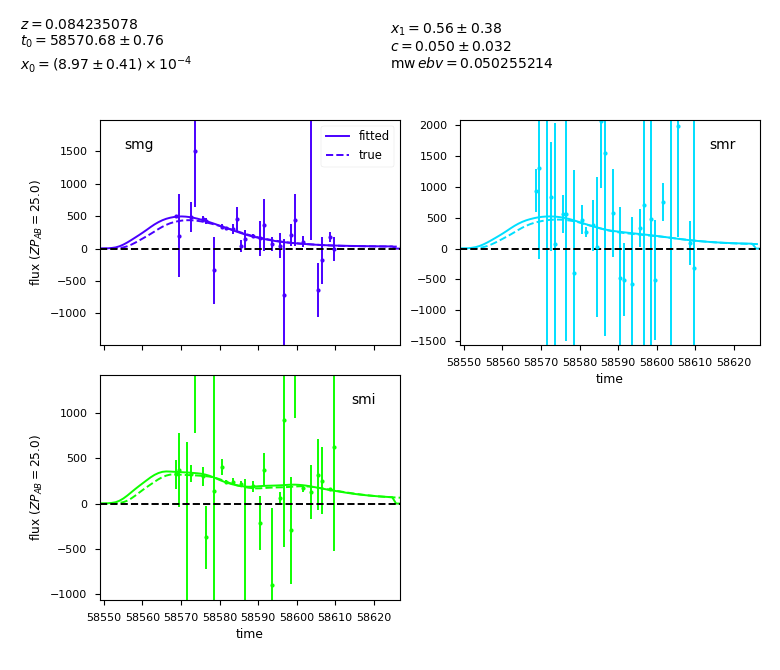 z = 0.084235078
t₀ = 58570.68 ± 0.76
x₀ = (8.97 ± 0.41) × 10⁻⁴
x₁ = 0.56 ± 0.38
c = 0.050 ± 0.032
mw ebv = 0.050255214
smg
fitted
true
1500
1000
500
0
−500
−1000
flux (ZP_AB = 25.0)
smr
2000
1500
1000
500
0
−500
−1000
−1500
58550 58560 58570 58580 58590 58600 58610 58620
time
smi
1000
500
0
−500
−1000
flux (ZP_AB = 25.0)
58550 58560 58570 58580 58590 58600 58610 58620
time